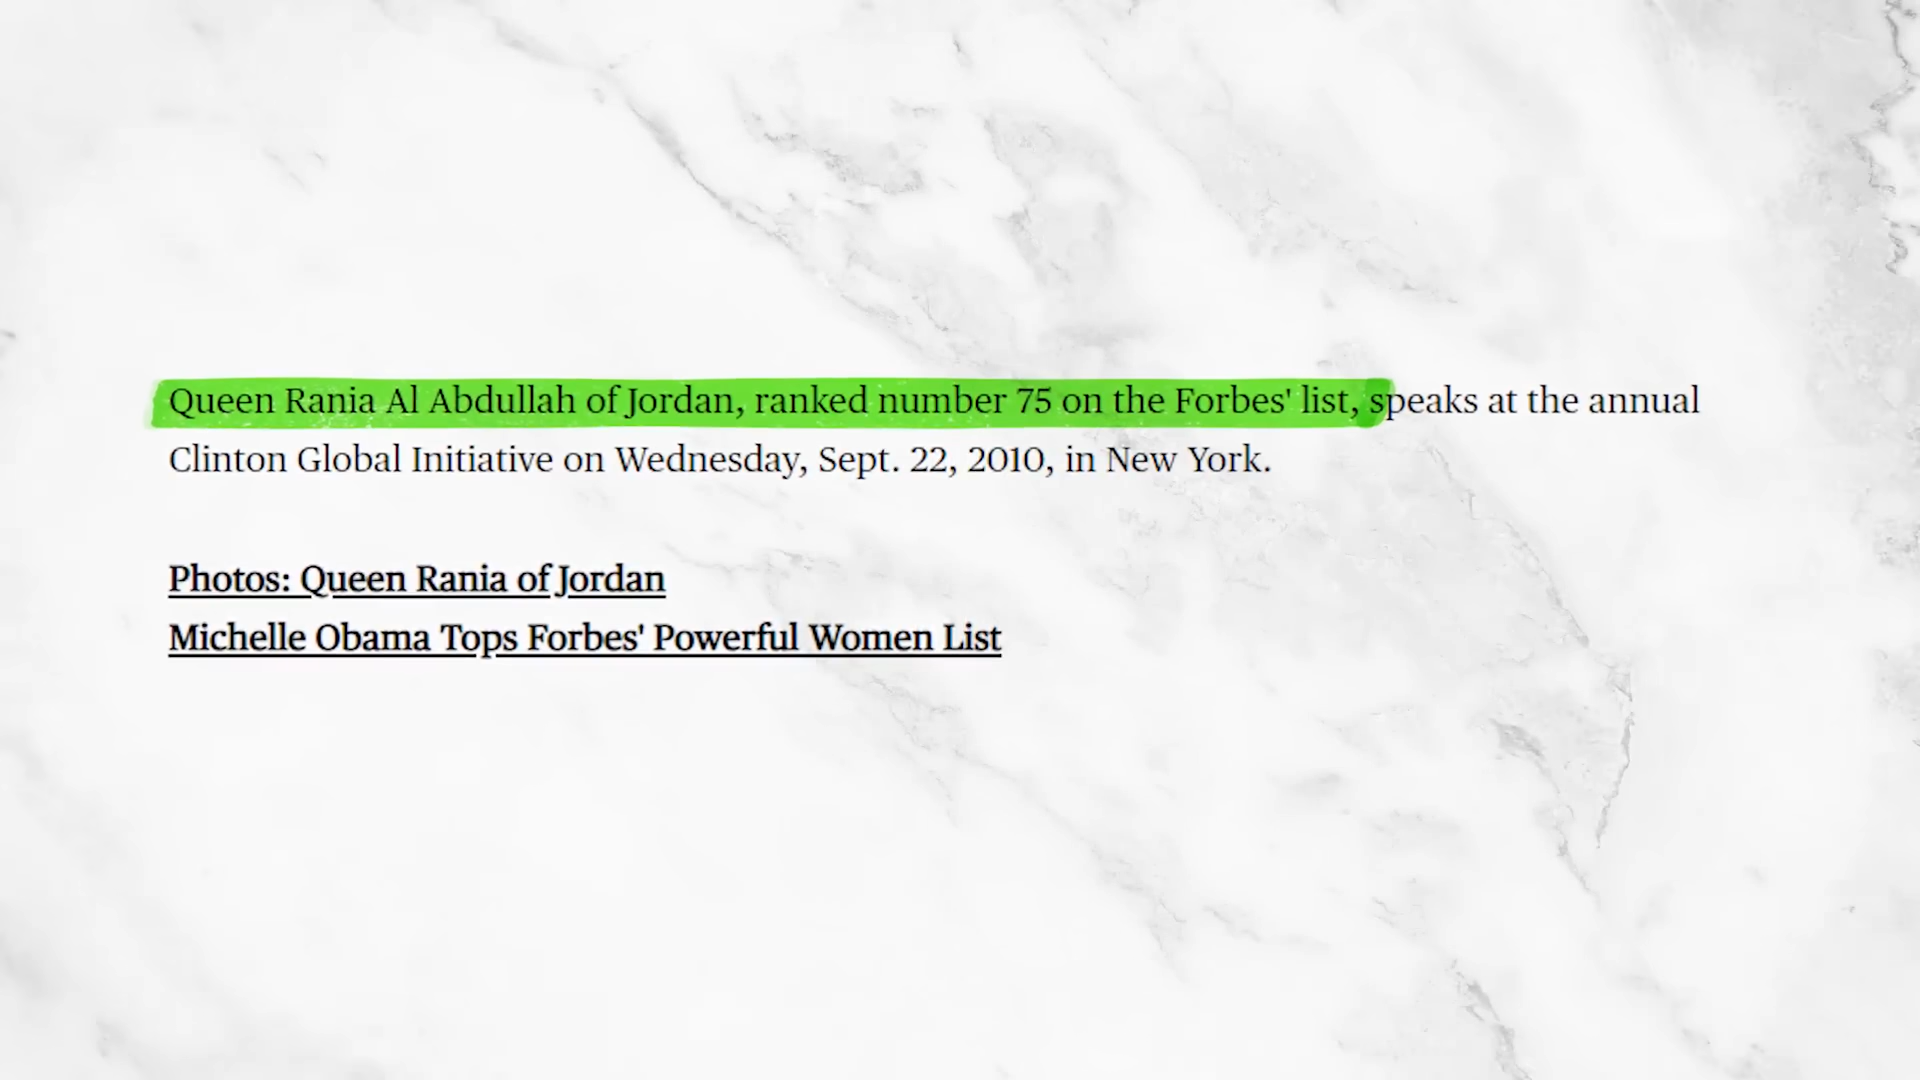 Queen Rania Al Abdullah of Jordan, ranked number 75 on the Forbes' list, speaks at the annual
Clinton Global Initiative on Wednesday, Sept. 22, 2010, in New York.
Photos: Queen Rania of Jordan
Michelle Obama Tops Forbes' Powerful Women List